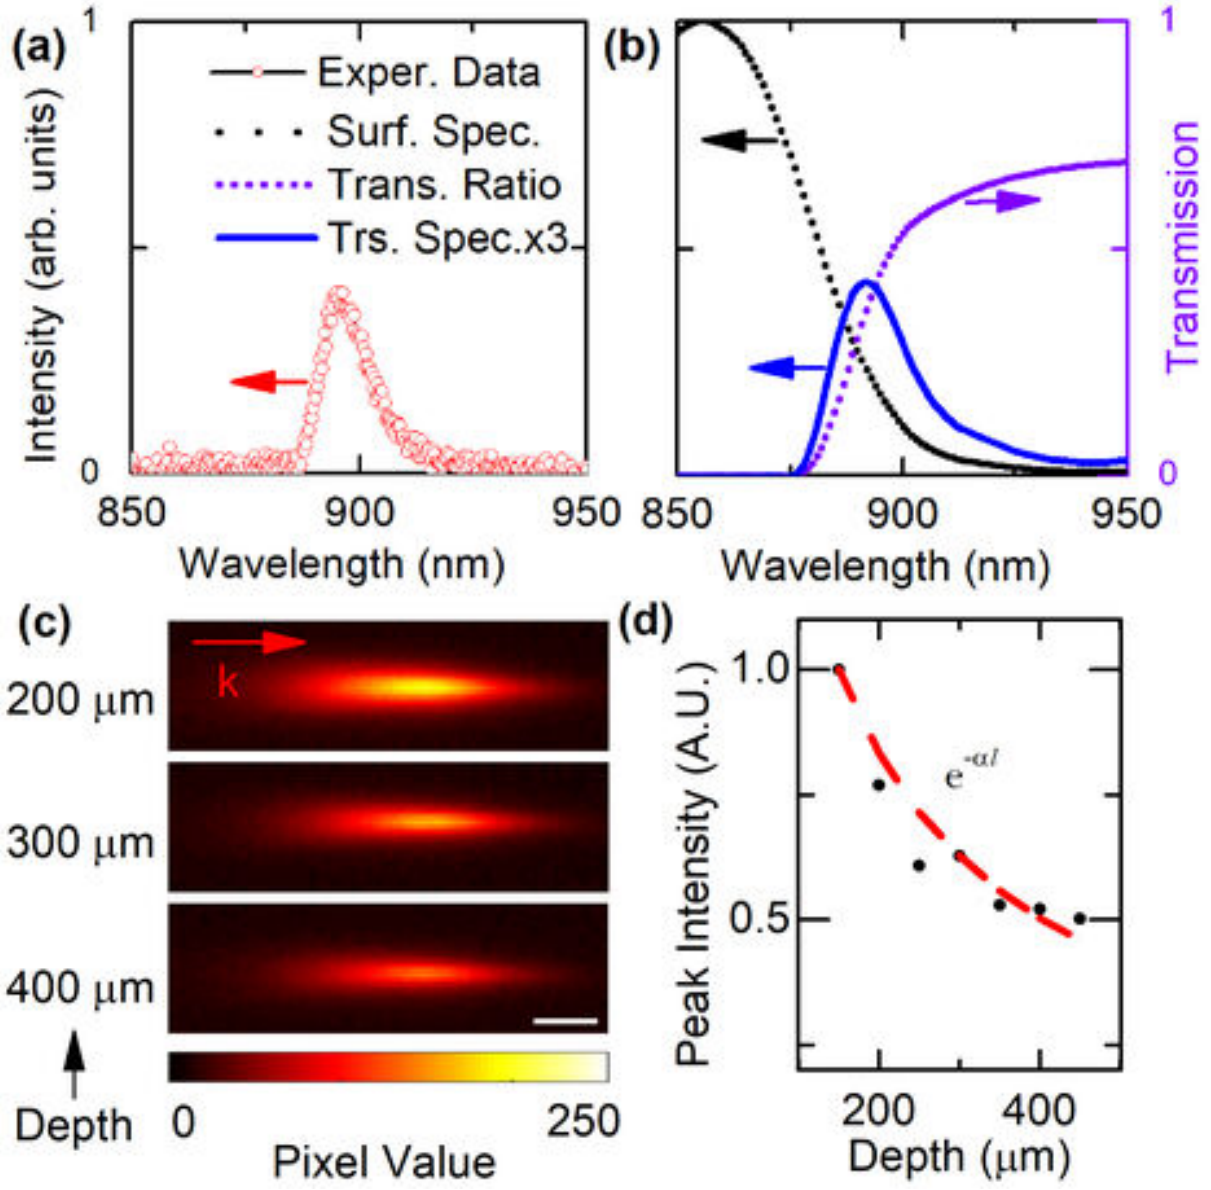 (a)
1
0
Intensity (arb. units)
Exper. Data
Surf. Spec.
Trans. Ratio
Trs. Spec.x3
850
900
950
Wavelength (nm)
(b)
1
0
Transmission
850
900
950
Wavelength (nm)
(c)
k
200 μm
300 μm
400 μm
Depth
0
250
Pixel Value
(d)
1.0
0.5
Peak Intensity (A.U.)
e^-αl
200
400
Depth (μm)